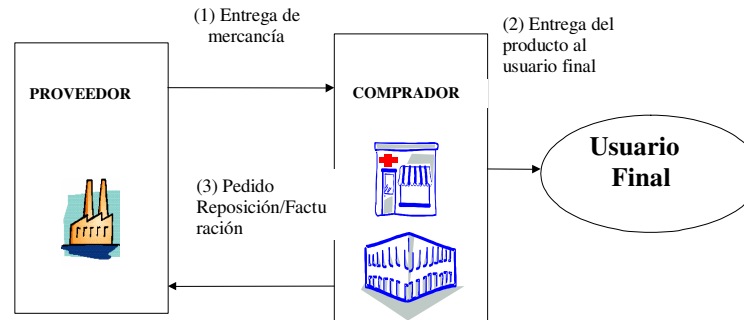 (1) Entrega de
mercancía
(2) Entrega del
producto al
usuario final
PROVEEDOR
COMPRADOR
Usuario
Final
(3) Pedido
Reposición/Factu
ración